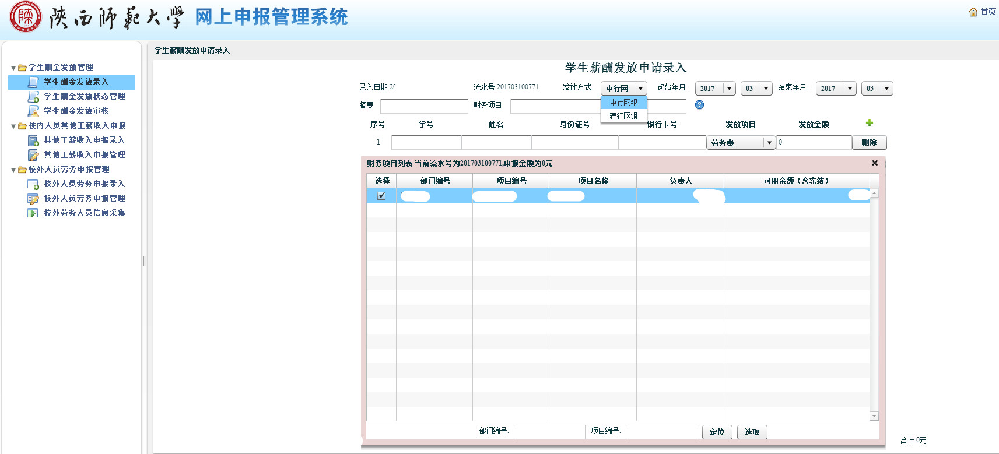 陕西师范大学 网上申报管理系统
首页
学生酬金发放管理
学生酬金发放录入
学生酬金发放状态管理
学生酬金发放审核
校内人员其他工薪收入申报
其他工薪收入申报录入
其他工薪收入申报管理
校外人员劳务申报管理
校外人员劳务申报录入
校外人员劳务申报管理
校外劳务人员信息采集
学生薪酬发放申请录入
学生薪酬发放申请录入
录入日期:2 流水号:201703100771 发放方式: 中行网 起始年月: 2017 03 结束年月: 2017 03
中行网银
建行网银
摘要 财务项目:
序号 学号 姓名 身份证号 银行卡号 发放项目 发放金额
1 劳务费 0 删除
财务项目列表 当前流水号为201703100771,申报金额为0元
选择 部门编号 项目编号 项目名称 负责人 可用余额（含冻结）
部门编号: 项目编号: 定位 选取
合计:0元